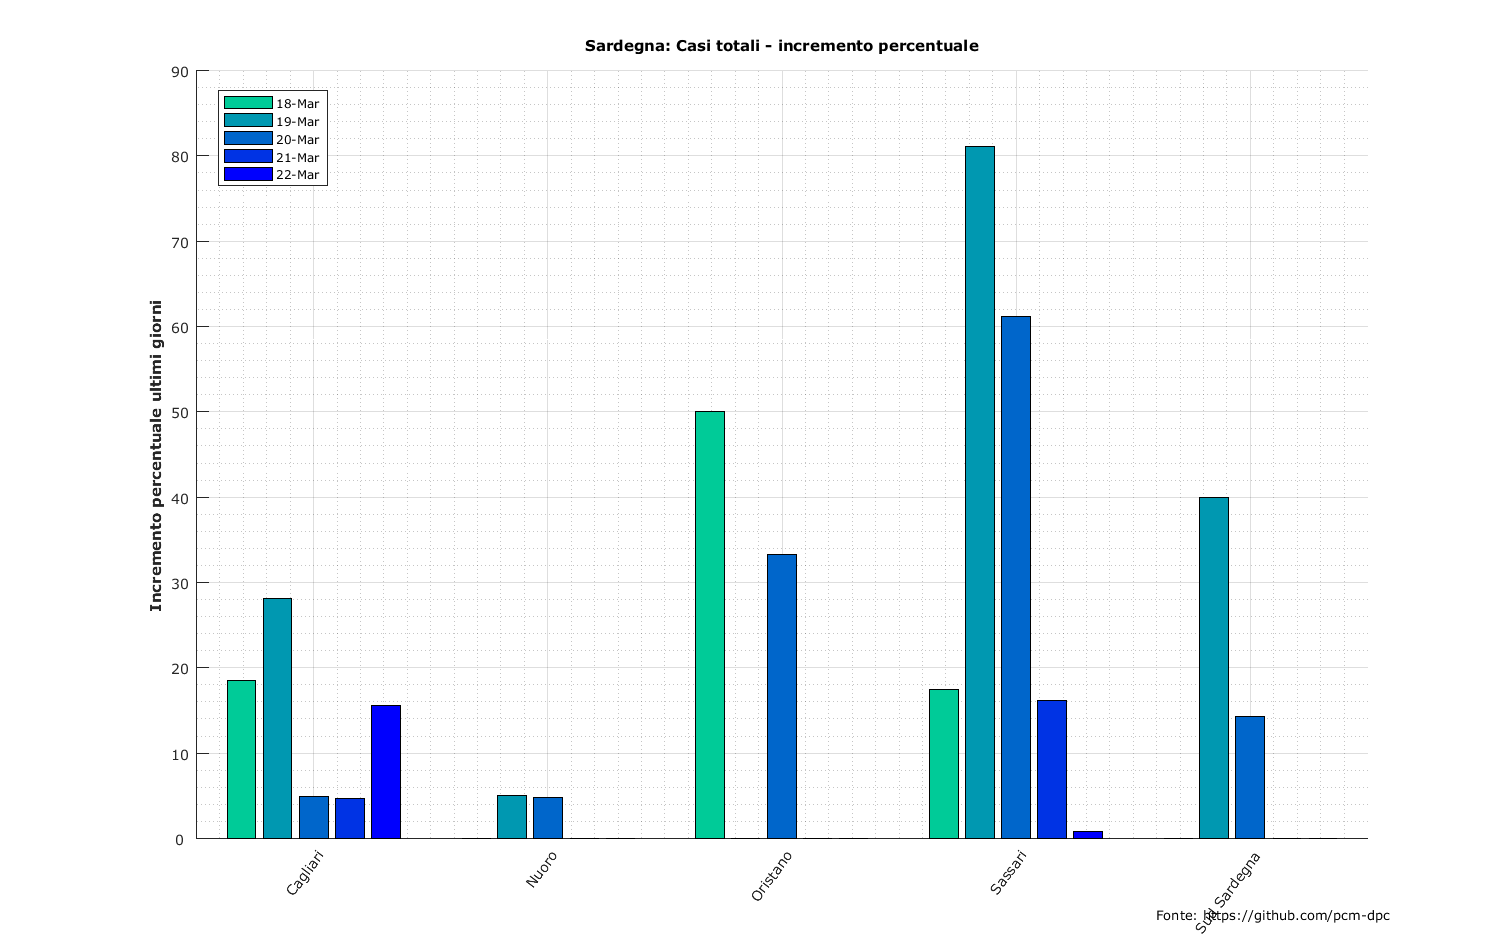 Sardegna: Casi totali - incremento percentuale
90
80
70
60
50
40
30
20
10
0
Incremento percentuale ultimi giorni
18-Mar
19-Mar
20-Mar
21-Mar
22-Mar
Cagliari
Nuoro
Oristano
Sassari
Sud Sardegna
Fonte: https://github.com/pcm-dpc